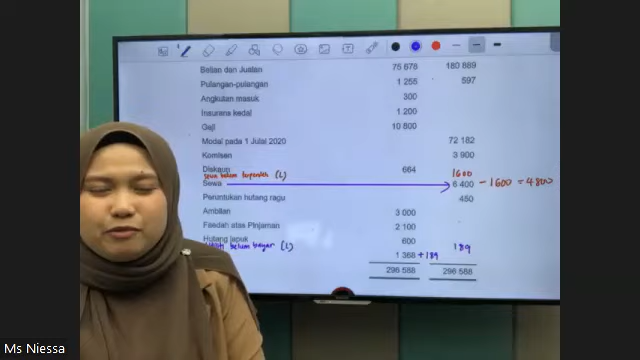 Belian dan Jualan 75 678 180 889
Pulangan-pulangan 1 255 597
Angkutan masuk 300
Insurans kedai 1 200
Gaji 10 800
Modal pada 1 Julai 2020 72 182
Komisen 3 900
Diskaun 664
sewa belum terperoleh (L) 1600
Sewa 6 400 - 1600 = 4800
Peruntukan hutang ragu 450
Ambilan 3 000
Faedah atas Pinjaman 2 100
Hutang lapuk 600
belum bayar (L) 189
1 368 + 189
296 588 296 588
Ms Niessa